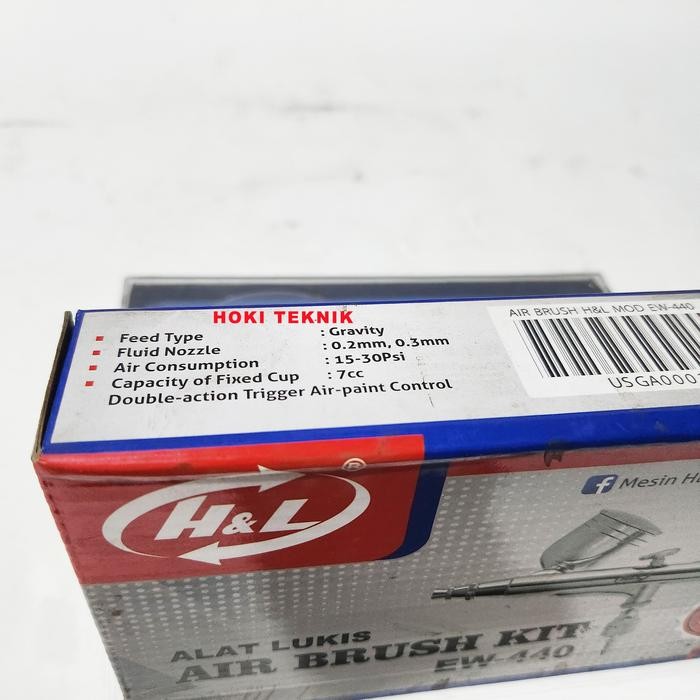 HOKI TEKNIK
Feed Type : Gravity
Fluid Nozzle : 0.2mm, 0.3mm
Air Consumption : 15-30Psi
Capacity of Fixed Cup : 7cc
Double-action Trigger Air-paint Control
AIR BRUSH H&L MOD EW-440
H&L ®
f Mesin
ALAT LUKIS
AIR BRUSH KIT
EW-440